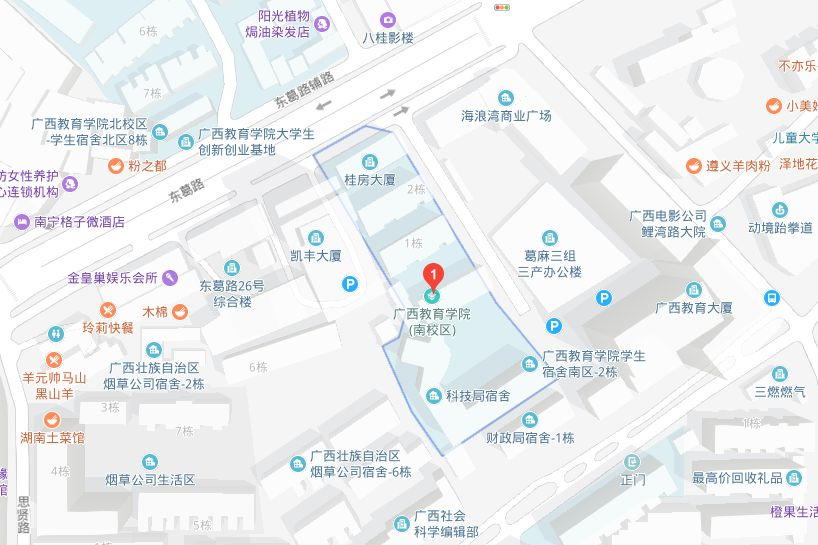 阳光植物
焗油染发店
八桂影楼
6栋
7栋
东葛路辅路
海浪湾商业广场
不亦乐
小美
儿童大学
广西教育学院北校区
-学生宿舍北区8栋
广西教育学院大学生
创新创业基地
粉之都
遵义羊肉粉
泽地花
纺女性养护
心连锁机构
桂房大厦
2栋
东葛路
南宁格子微酒店
广西电影公司
鲤湾路大院
动境跆拳道
凯丰大厦
1栋
葛麻三组
三产办公楼
金皇巢娱乐会所
东葛路26号
综合楼
P
1
广西教育学院
(南校区)
P
P
广西教育大厦
木棉
玲莉快餐
广西壮族自治区
烟草公司宿舍-2栋
6栋
广西教育学院学生
宿舍南区-2栋
羊元帅马山
黑山羊
科技局宿舍
三燃燃气
3栋
7栋
湖南土菜馆
财政局宿舍-1栋
1栋
4栋
烟草公司生活区
广西壮族自治区
烟草公司宿舍-6栋
正门
最高价回收礼品
缘
馆
思贤路
5栋
广西社会
科学编辑部
橙果生活